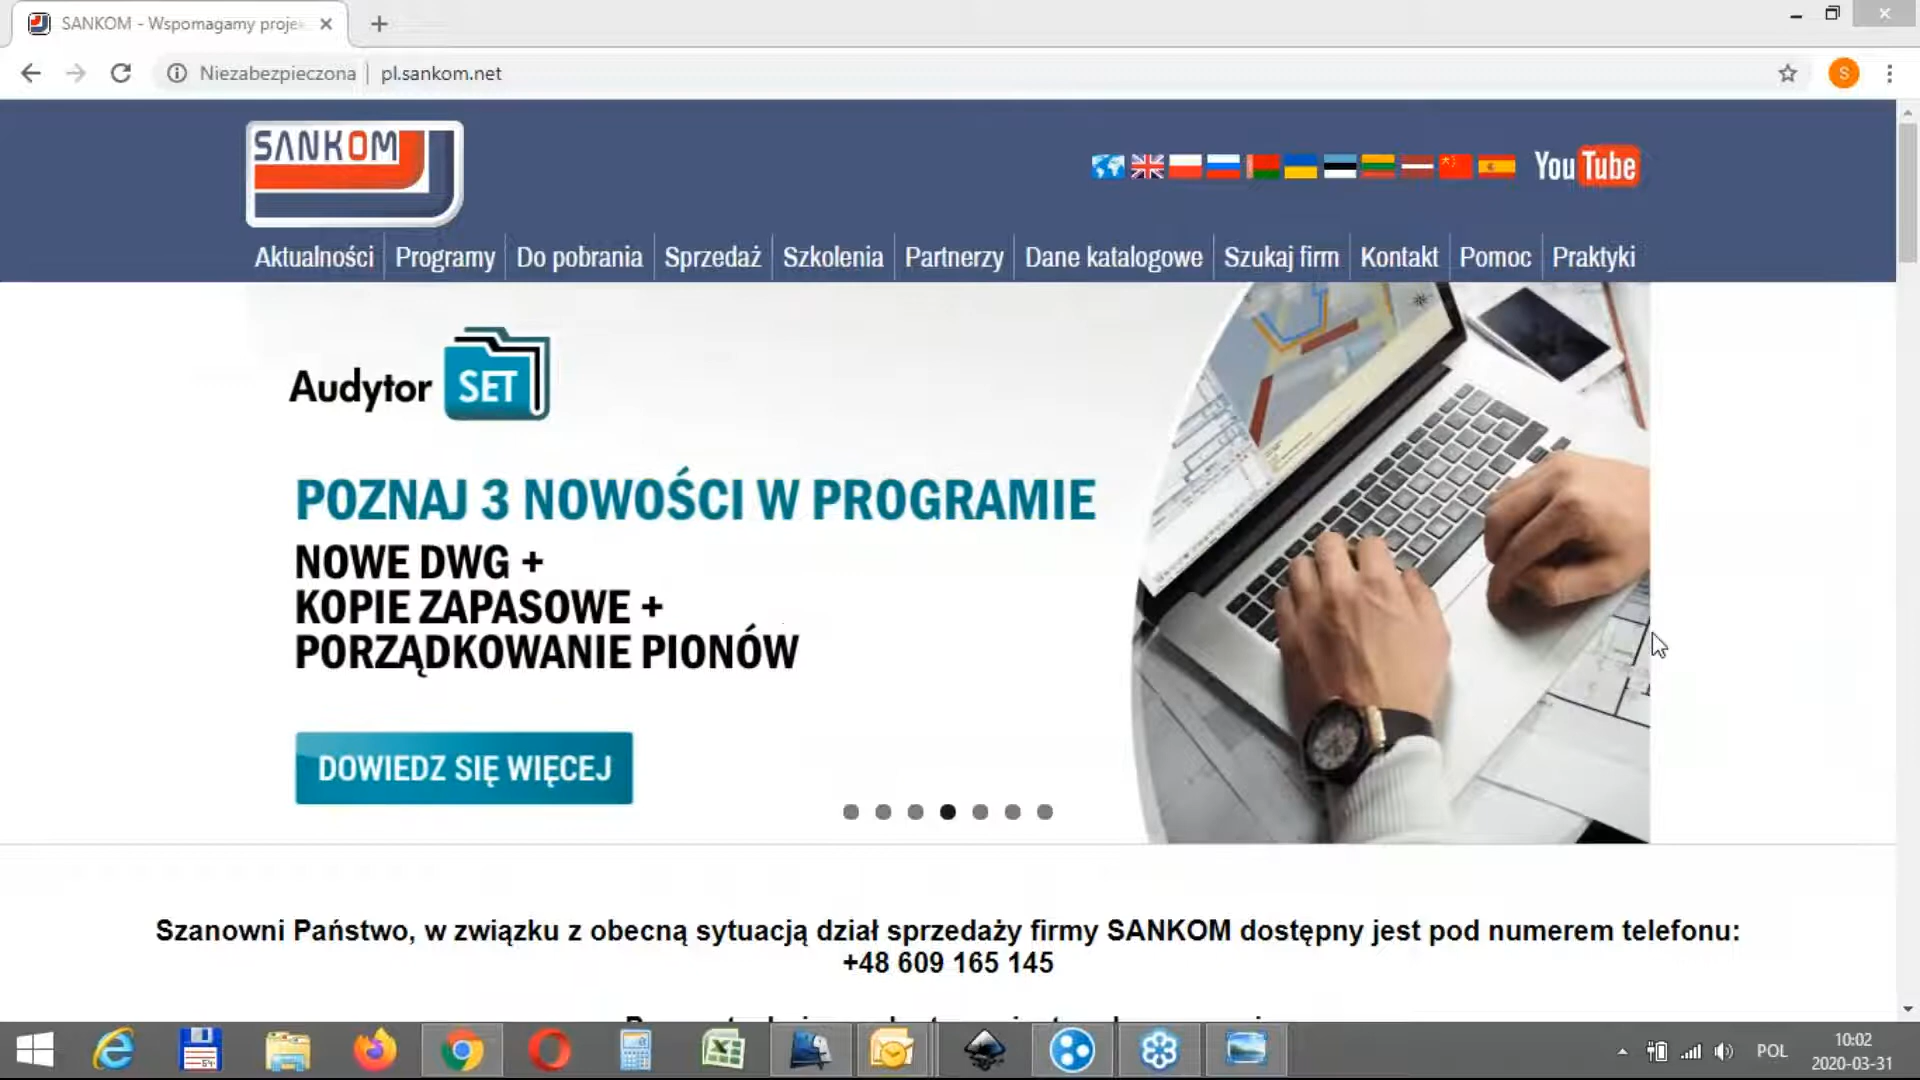 SANKOM - Wspomagamy proje
Niezabezpieczona
pl.sankom.net
S
SANKOM
YouTube
Aktualności
Programy
Do pobrania
Sprzedaż
Szkolenia
Partnerzy
Dane katalogowe
Szukaj firm
Kontakt
Pomoc
Praktyki
Audytor SET
POZNAJ 3 NOWOŚCI W PROGRAMIE
NOWE DWG +
KOPIE ZAPASOWE +
PORZĄDKOWANIE PIONÓW
DOWIEDZ SIĘ WIĘCEJ
Szanowni Państwo, w związku z obecną sytuacją dział sprzedaży firmy SANKOM dostępny jest pod numerem telefonu:
+48 609 165 145
POL
10:02
2020-03-31